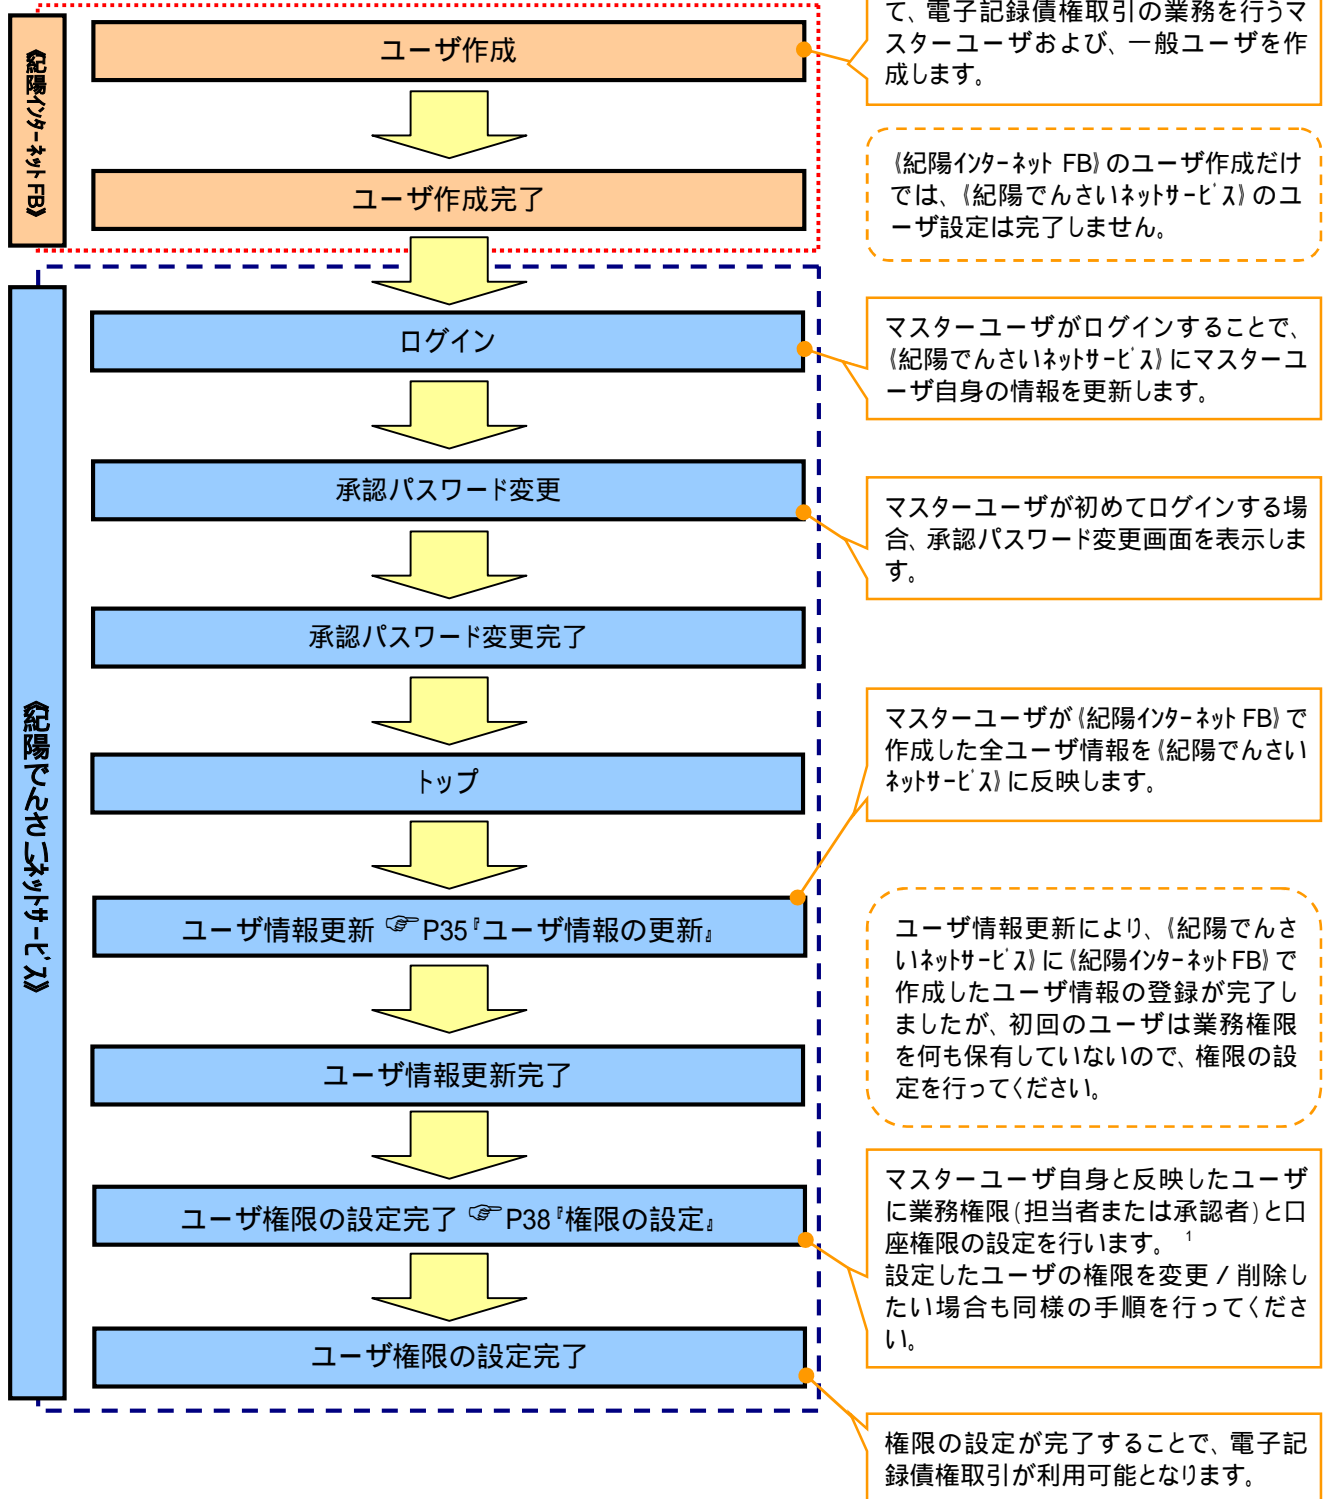 《紀陽インターネット FB》
ユーザ作成
て、電子記録債権取引の業務を行うマ
スターユーザおよび、一般ユーザを作
成します。
ユーザ作成完了
《紀陽インターネット FB》のユーザ作成だけ
では、《紀陽でんさいネットサービス》のユ
ーザ設定は完了しません。
《紀陽でんさいネットサービス》
ログイン
マスターユーザがログインすることで、
《紀陽でんさいネットサービス》にマスターユ
ーザ自身の情報を更新します。
承認パスワード変更
マスターユーザが初めてログインする場
合、承認パスワード変更画面を表示しま
す。
承認パスワード変更完了
トップ
マスターユーザが《紀陽インターネット FB》で
作成した全ユーザ情報を《紀陽でんさい
ネットサービス》に反映します。
ユーザ情報更新 ☞P35『ユーザ情報の更新』
ユーザ情報更新により、《紀陽でんさ
いネットサービス》に《紀陽インターネット FB》で
作成したユーザ情報の登録が完了し
ましたが、初回のユーザは業務権限
を何も保有していないので、権限の設
定を行ってください。
ユーザ情報更新完了
ユーザ権限の設定完了 ☞P38『権限の設定』
マスターユーザ自身と反映したユーザ
に業務権限(担当者または承認者)と口
座権限の設定を行います。 1
設定したユーザの権限を変更／削除し
たい場合も同様の手順を行ってくださ
い。
ユーザ権限の設定完了
権限の設定が完了することで、電子記
録債権取引が利用可能となります。